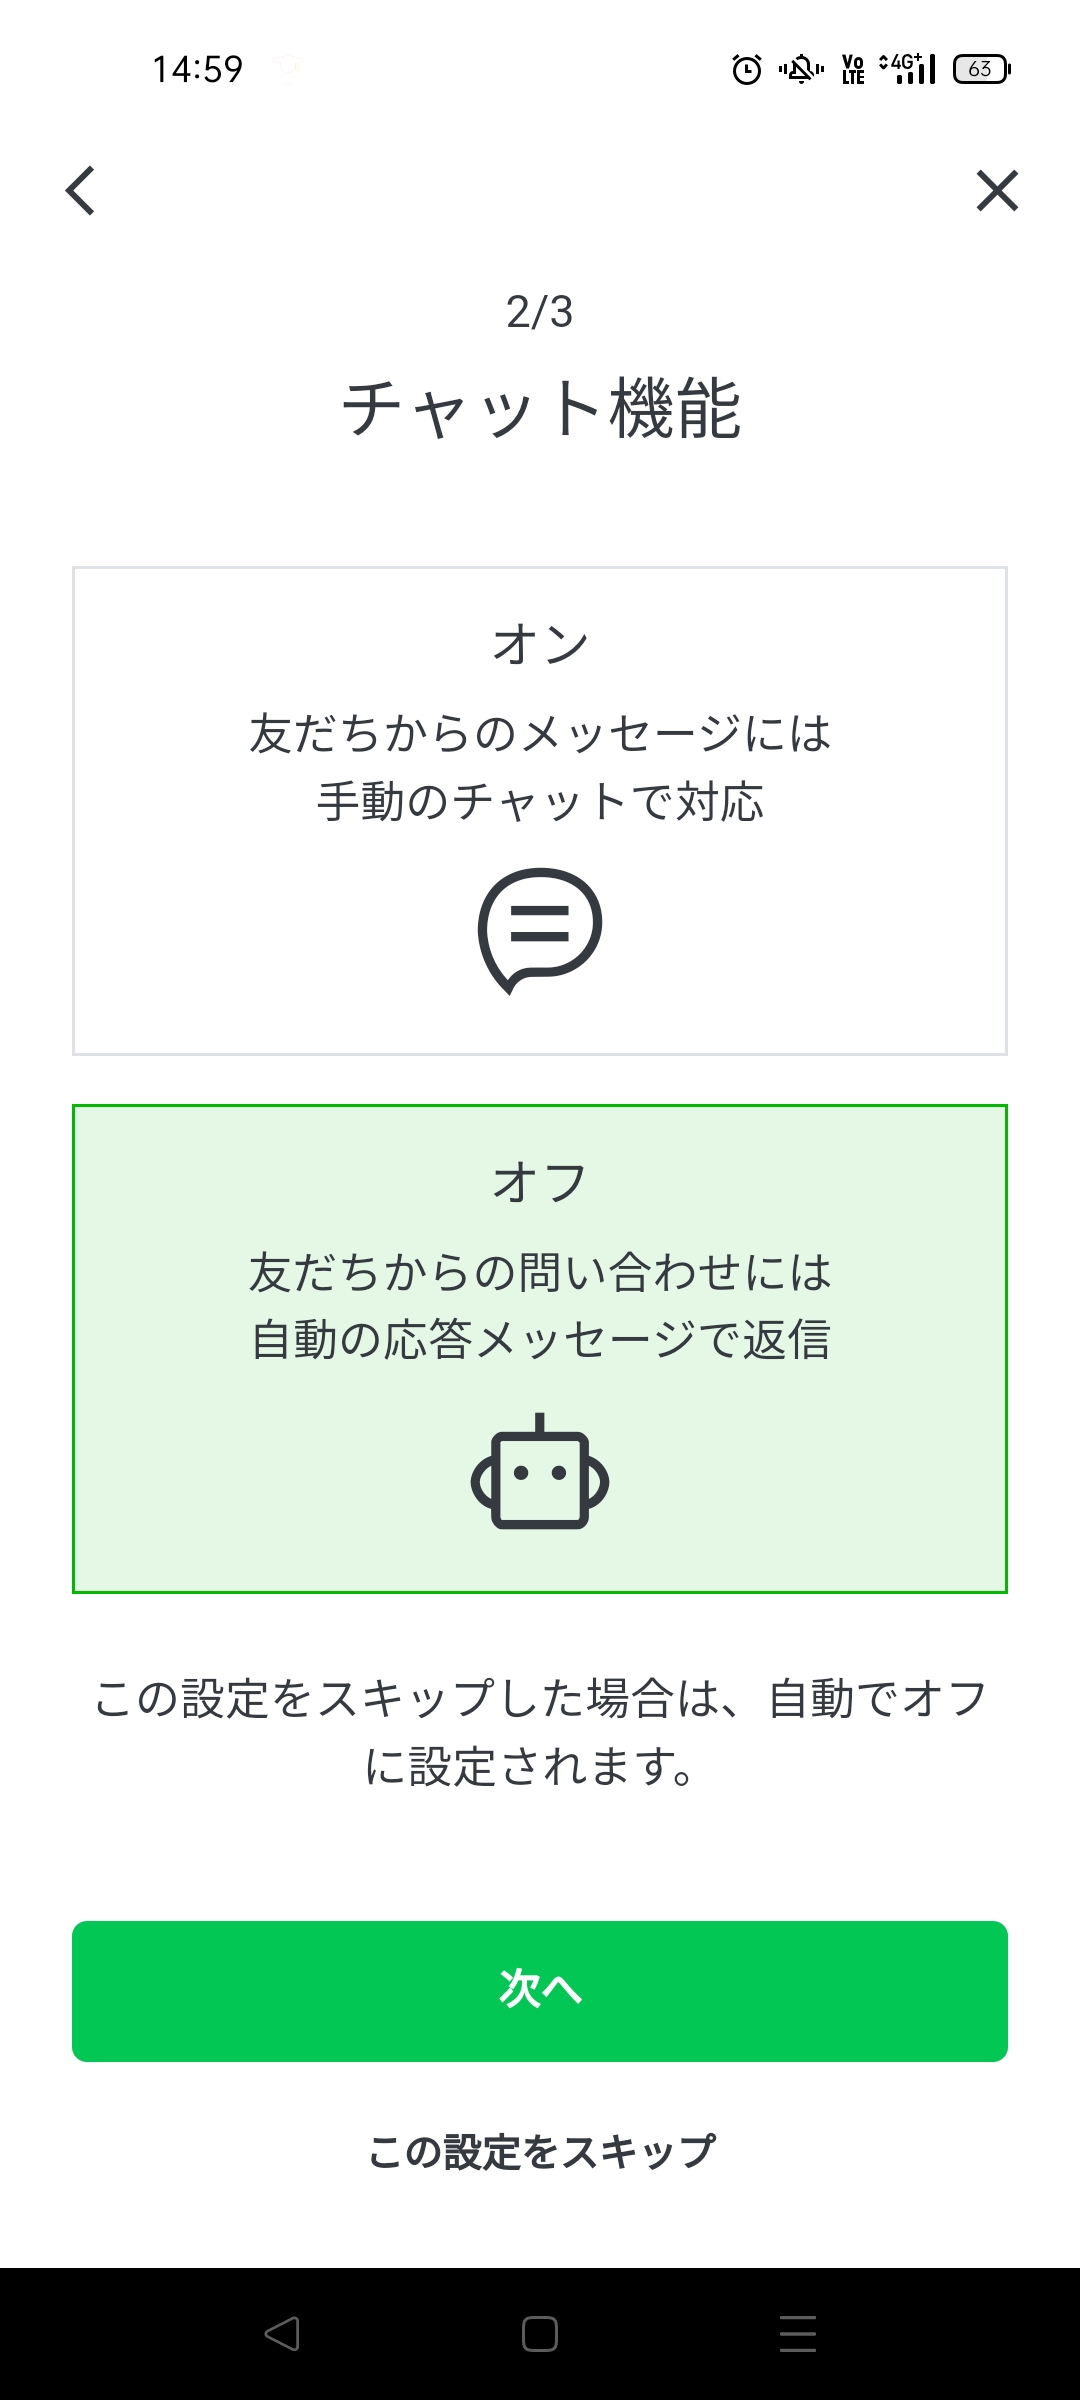 14:59
Vo LTE 4G+ 63
2/3
チャット機能
オン
友だちからのメッセージには
手動のチャットで対応
オフ
友だちからの問い合わせには
自動の応答メッセージで返信
この設定をスキップした場合は、自動でオフ
に設定されます。
次へ
この設定をスキップ